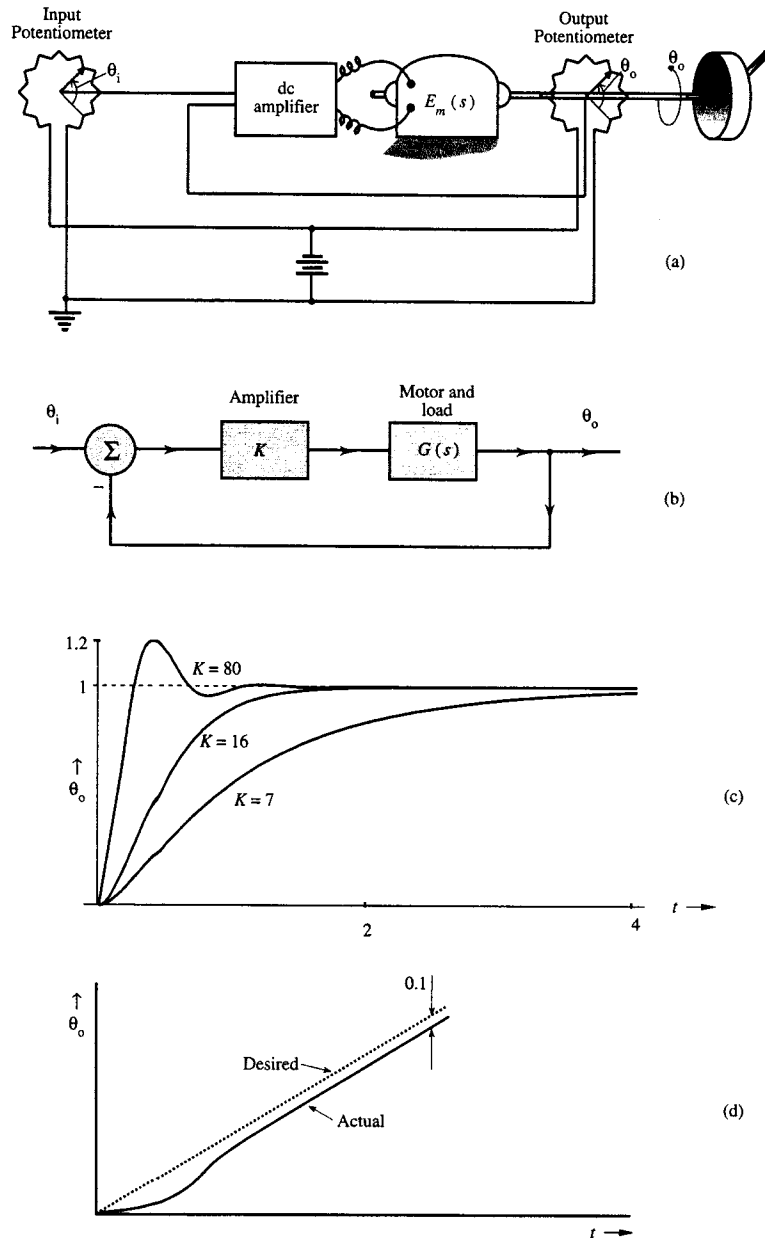 Input
Potentiometer
θi
dc
amplifier
Em(s)
Output
Potentiometer
θo
θo
(a)
θi
Σ
−
Amplifier
K
Motor and
load
G(s)
θo
(b)
1.2
1
↑
θo
K = 80
K = 16
K = 7
2
4
t →
(c)
↑
θo
Desired
Actual
0.1
t →
(d)